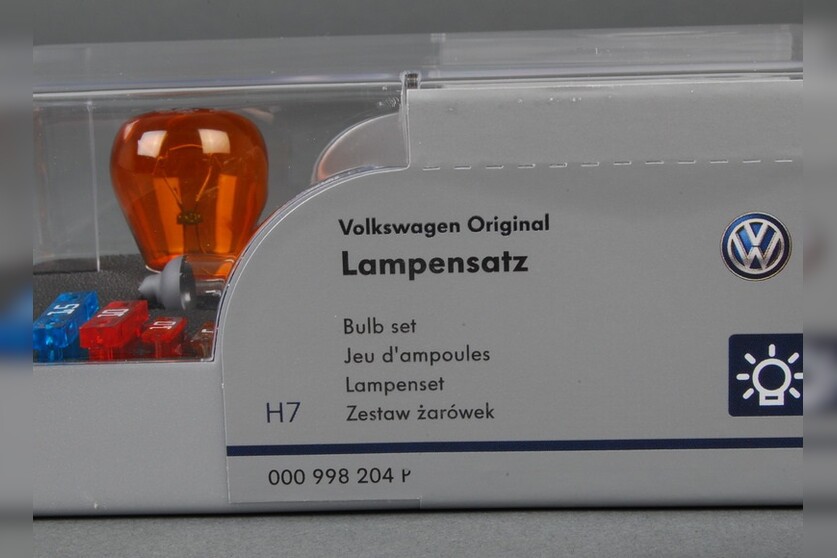 Volkswagen Original
Lampensatz
Bulb set
Jeu d'ampoules
Lampenset
H7
Zestaw żarówek
000 998 204
15
10
10